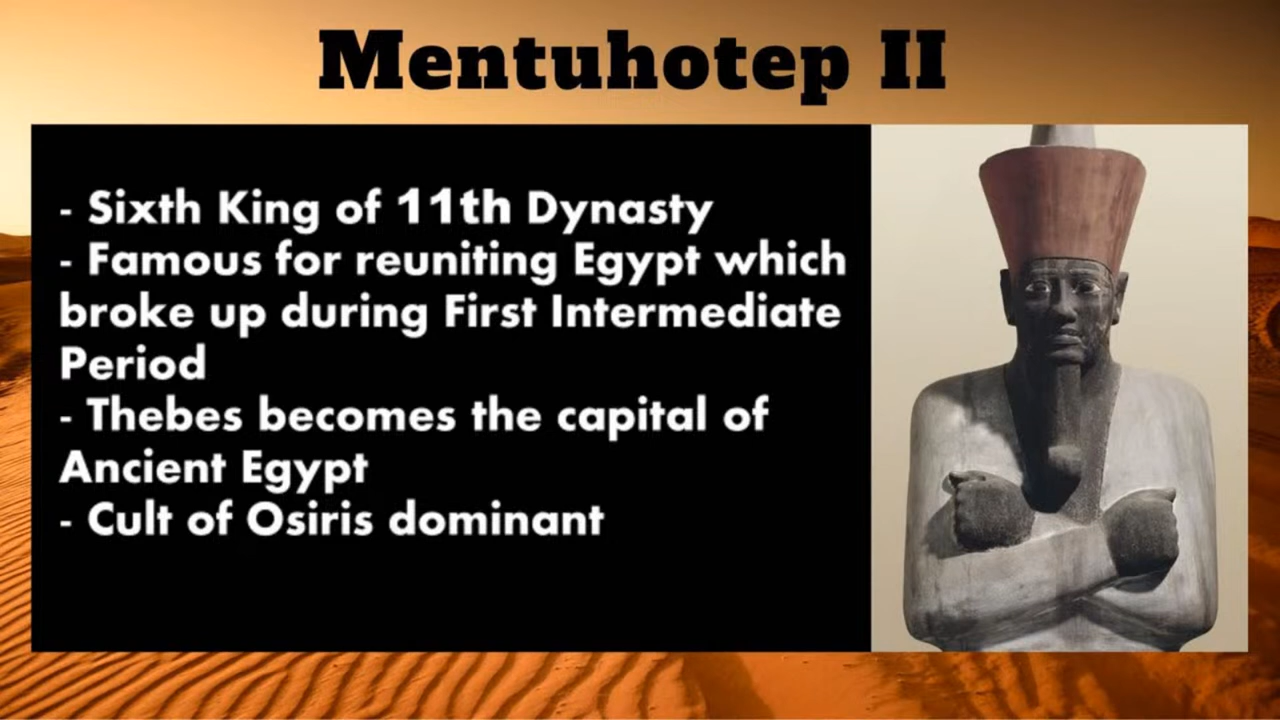 Mentuhotep II
- Sixth King of 11th Dynasty
- Famous for reuniting Egypt which
broke up during First Intermediate
Period
- Thebes becomes the capital of
Ancient Egypt
- Cult of Osiris dominant